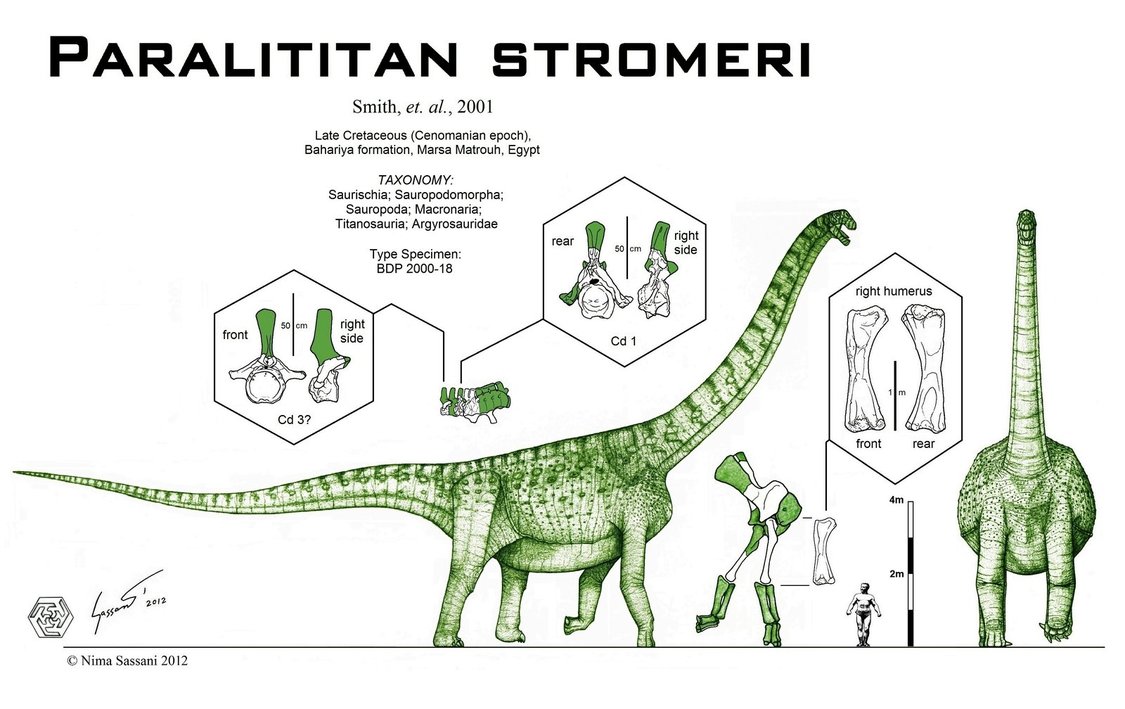 PARALITITAN STROMERI
Smith, et. al., 2001
Late Cretaceous (Cenomanian epoch),
Bahariya formation, Marsa Matrouh, Egypt
TAXONOMY:
Saurischia; Sauropodomorpha;
Sauropoda; Macronaria;
Titanosauria; Argyrosauridae
Type Specimen:
BDP 2000-18
front
50 cm
right
side
Cd 3?
rear
50 cm
right
side
Cd 1
right humerus
1 m
front
rear
4m
2m
Sassani 2012
© Nima Sassani 2012